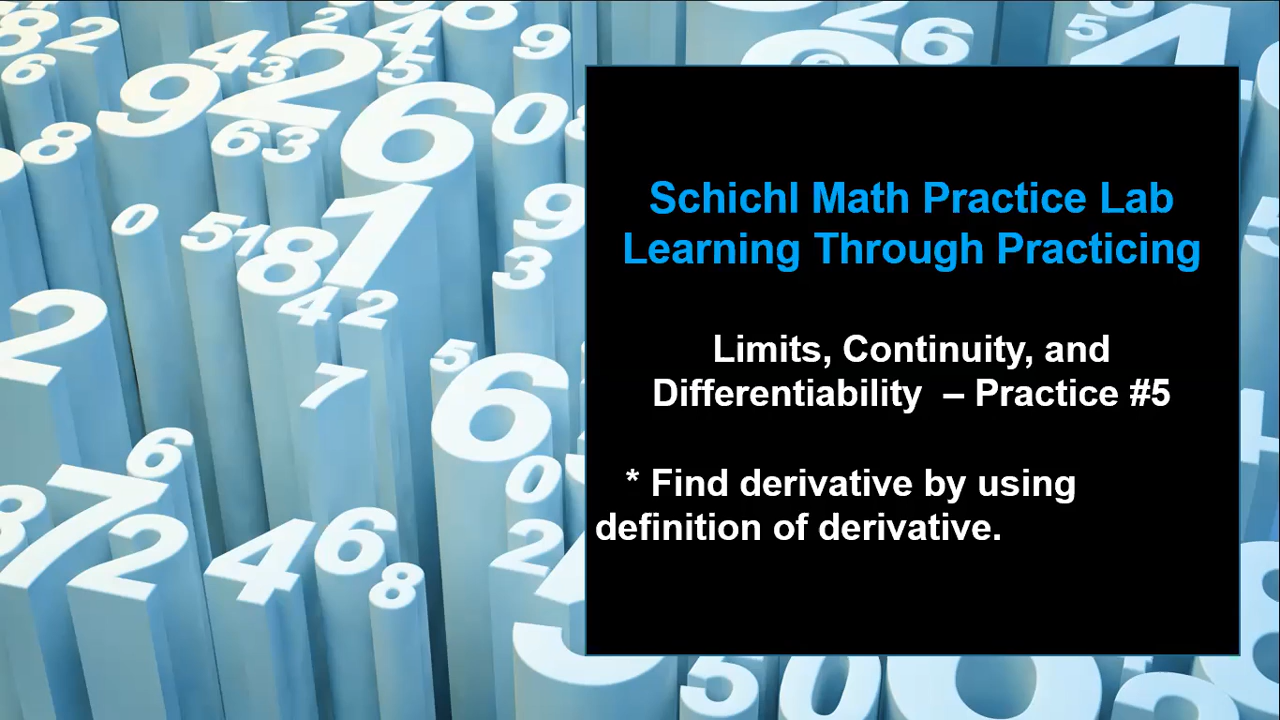 Schichl Math Practice Lab
Learning Through Practicing
Limits, Continuity, and
Differentiability – Practice #5
* Find derivative by using
definition of derivative.